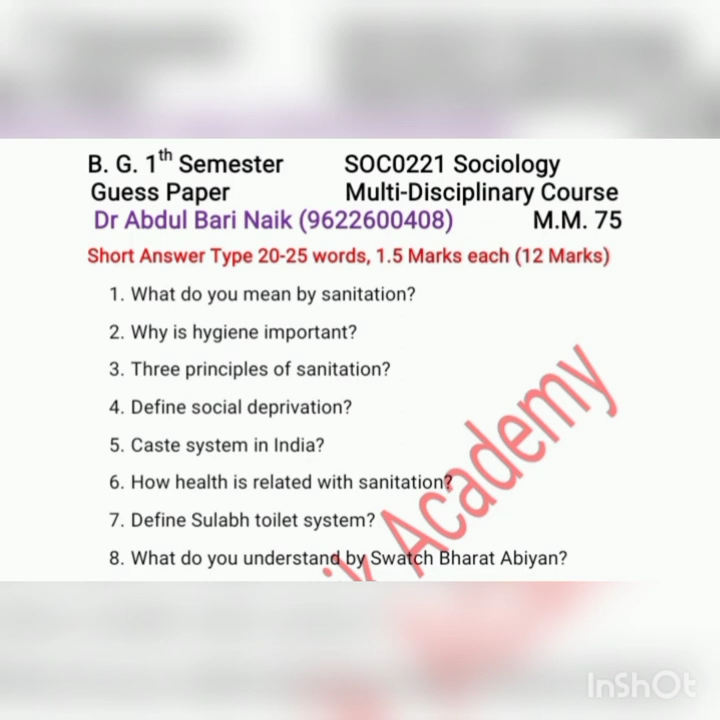 B. G. 1th Semester SOC0221 Sociology
Guess Paper Multi-Disciplinary Course
Dr Abdul Bari Naik (9622600408) M.M. 75
Short Answer Type 20-25 words, 1.5 Marks each (12 Marks)
1. What do you mean by sanitation?
2. Why is hygiene important?
3. Three principles of sanitation?
4. Define social deprivation?
5. Caste system in India?
6. How health is related with sanitation?
7. Define Sulabh toilet system?
8. What do you understand by Swatch Bharat Abiyan?
Academy
InShOt